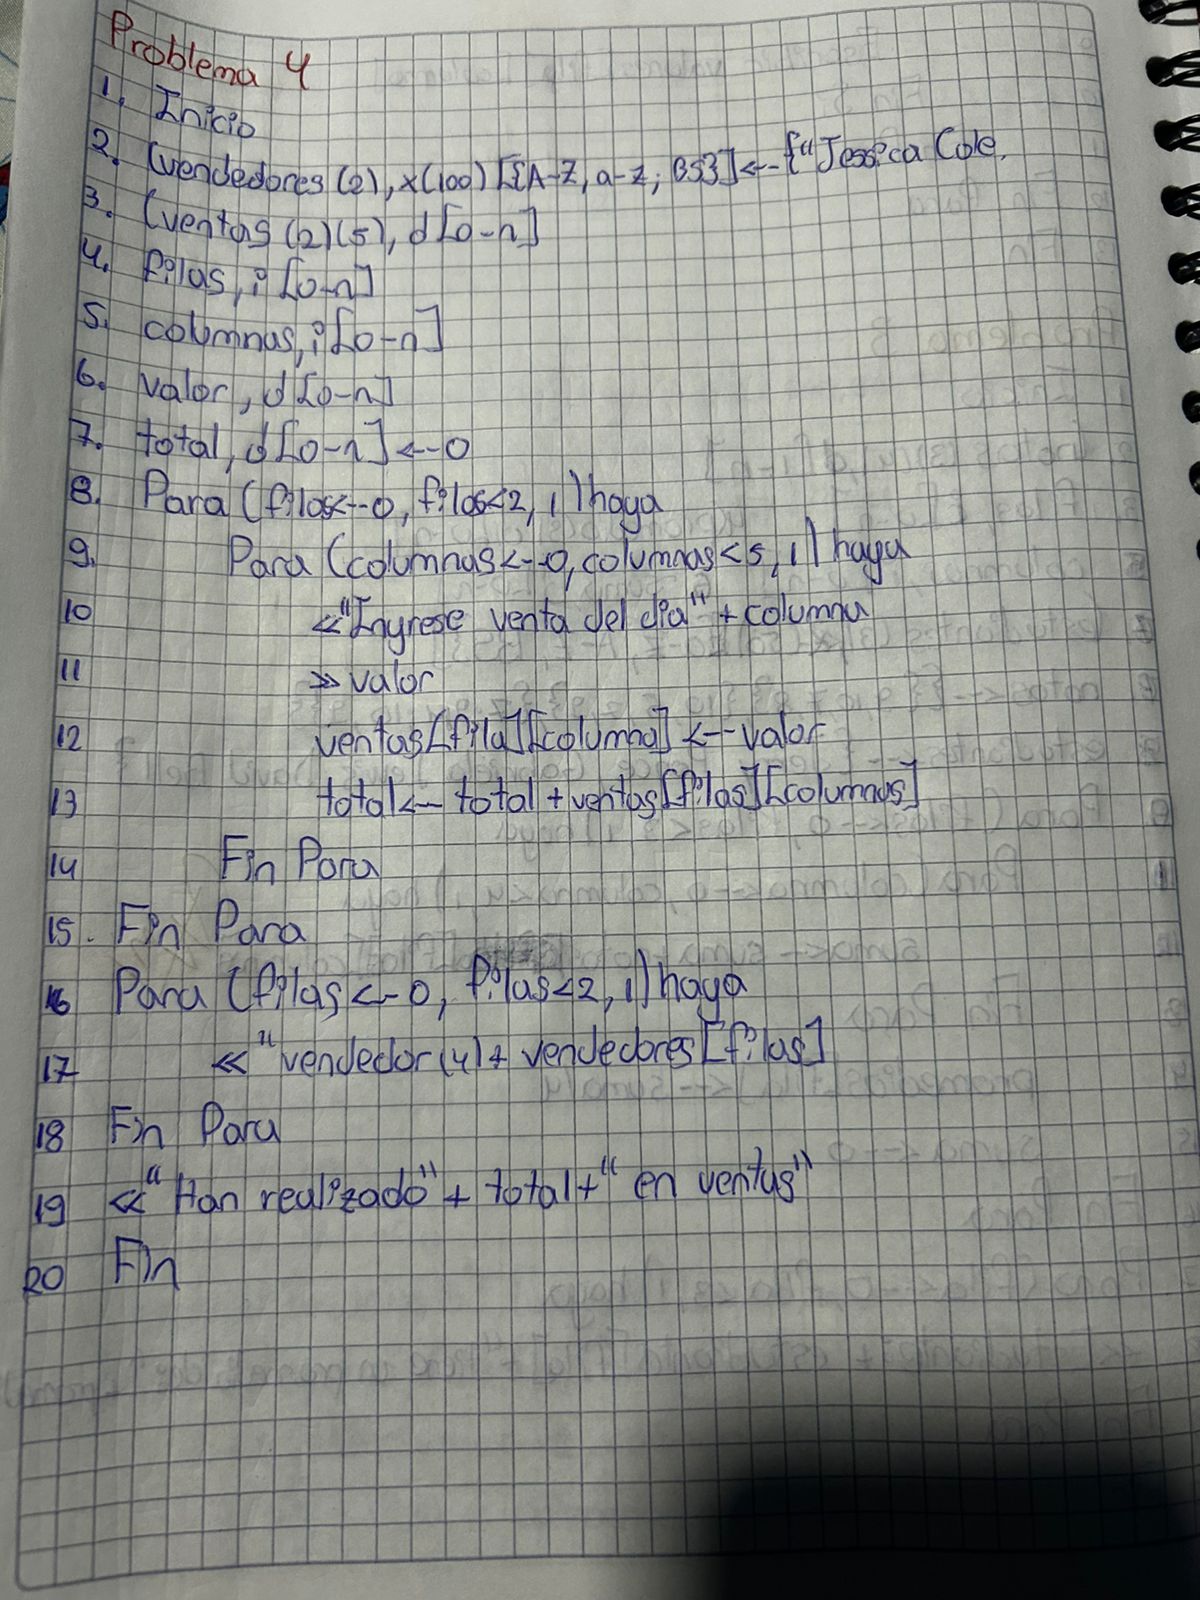 Problema 4
1. Inicio
2. (vendedores (2), x(100) [{A-Z, a-z, BS}] <-- {"Jessica Cole,
3. (ventas (2)(5), d[0-n]
4. filas, i [0-n]
5. columnas, i[0-n]
6. valor, d[0-n]
7. total, d[0-n] <--0
8. Para (filas<--0, filas<2, 1) haga
9. Para (columnas<--0, columnas<5, 1) haga
10 <<"Ingrese venta del dia" + columna
11 >> valor
12 ventas[fila][columna] <-- valor
13 total <-- total + ventas[filas][columnas]
14 Fin Para
15. Fin Para
16 Para (filas <-- 0, filas<2, 1) haga
17 << "vendedor(4)+ vendedores[filas]
18 Fin Para
19 << "Han realizado" + total+" en ventas"
20 Fin